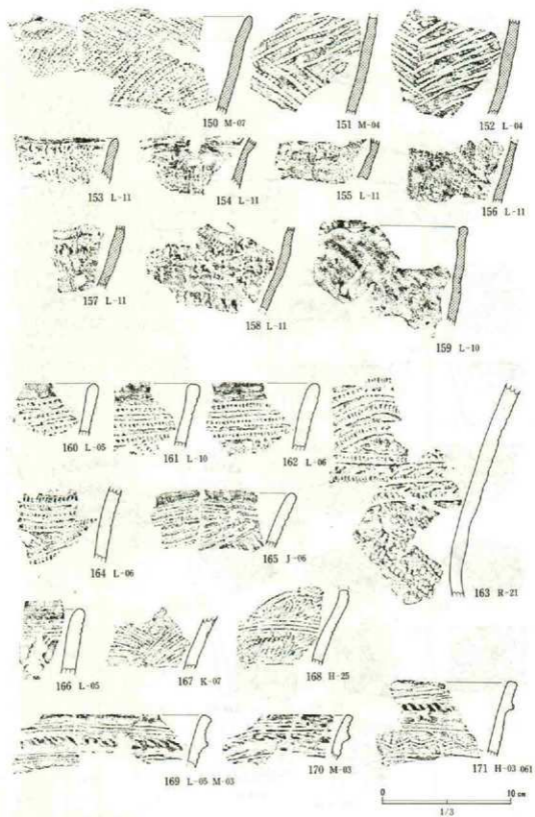 150 M-07
151 M-04
152 L-04
153 L-11
154 L-11
155 L-11
156 L-11
157 L-11
158 L-11
159 L-10
160 L-05
161 L-10
162 L-06
163 R-21
164 L-06
165 J-06
166 L-05
167 K-07
168 H-25
169 L-05 M-03
170 M-03
171 H-03 061
0 10 cm
1/3